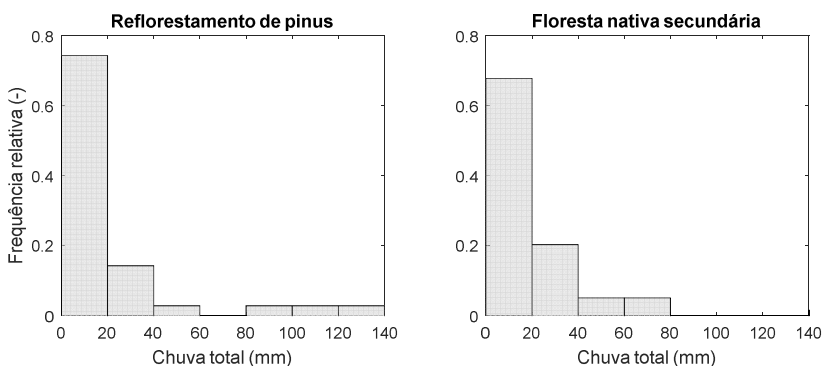 Reflorestamento de pinus
Frequência relativa (-)
0.8
0.6
0.4
0.2
0
0 20 40 60 80 100 120 140
Chuva total (mm)
Floresta nativa secundária
0.8
0.6
0.4
0.2
0
0 20 40 60 80 100 120 140
Chuva total (mm)